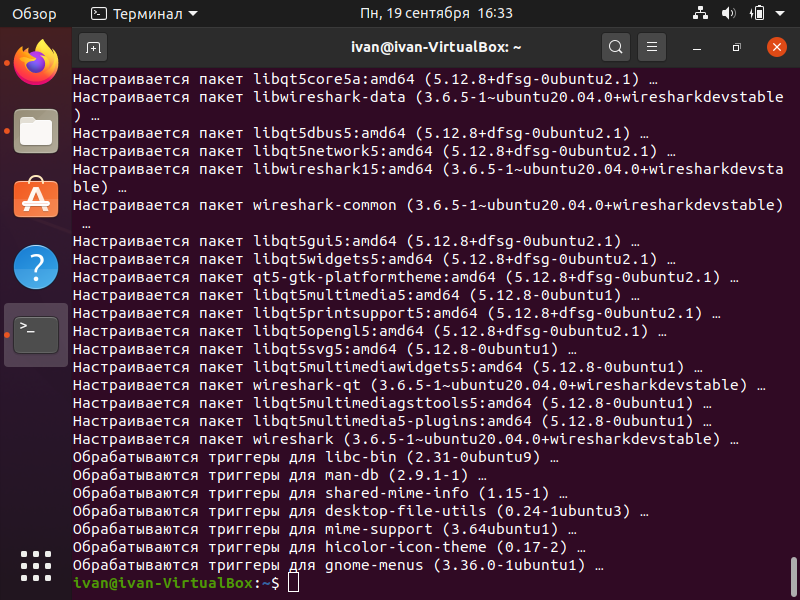 Обзор
Терминал
Пн, 19 сентября 16:33
ivan@ivan-VirtualBox: ~
Настраивается пакет libqt5core5a:amd64 (5.12.8+dfsg-0ubuntu2.1) …
Настраивается пакет libwireshark-data (3.6.5-1~ubuntu20.04.0+wiresharkdevstable
) …
Настраивается пакет libqt5dbus5:amd64 (5.12.8+dfsg-0ubuntu2.1) …
Настраивается пакет libqt5network5:amd64 (5.12.8+dfsg-0ubuntu2.1) …
Настраивается пакет libwireshark15:amd64 (3.6.5-1~ubuntu20.04.0+wiresharkdevsta
ble) …
Настраивается пакет wireshark-common (3.6.5-1~ubuntu20.04.0+wiresharkdevstable)
…
Настраивается пакет libqt5gui5:amd64 (5.12.8+dfsg-0ubuntu2.1) …
Настраивается пакет libqt5widgets5:amd64 (5.12.8+dfsg-0ubuntu2.1) …
Настраивается пакет qt5-gtk-platformtheme:amd64 (5.12.8+dfsg-0ubuntu2.1) …
Настраивается пакет libqt5multimedia5:amd64 (5.12.8-0ubuntu1) …
Настраивается пакет libqt5printsupport5:amd64 (5.12.8+dfsg-0ubuntu2.1) …
Настраивается пакет libqt5opengl5:amd64 (5.12.8+dfsg-0ubuntu2.1) …
Настраивается пакет libqt5svg5:amd64 (5.12.8-0ubuntu1) …
Настраивается пакет libqt5multimediawidgets5:amd64 (5.12.8-0ubuntu1) …
Настраивается пакет wireshark-qt (3.6.5-1~ubuntu20.04.0+wiresharkdevstable) …
Настраивается пакет libqt5multimediagsttools5:amd64 (5.12.8-0ubuntu1) …
Настраивается пакет libqt5multimedia5-plugins:amd64 (5.12.8-0ubuntu1) …
Настраивается пакет wireshark (3.6.5-1~ubuntu20.04.0+wiresharkdevstable) …
Обрабатываются триггеры для libc-bin (2.31-0ubuntu9) …
Обрабатываются триггеры для man-db (2.9.1-1) …
Обрабатываются триггеры для shared-mime-info (1.15-1) …
Обрабатываются триггеры для desktop-file-utils (0.24-1ubuntu3) …
Обрабатываются триггеры для mime-support (3.64ubuntu1) …
Обрабатываются триггеры для hicolor-icon-theme (0.17-2) …
Обрабатываются триггеры для gnome-menus (3.36.0-1ubuntu1) …
ivan@ivan-VirtualBox:~$